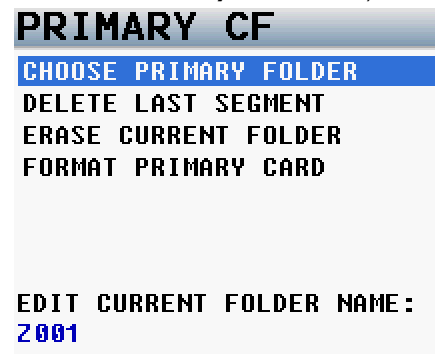 PRIMARY CF
CHOOSE PRIMARY FOLDER
DELETE LAST SEGMENT
ERASE CURRENT FOLDER
FORMAT PRIMARY CARD
EDIT CURRENT FOLDER NAME:
Z001